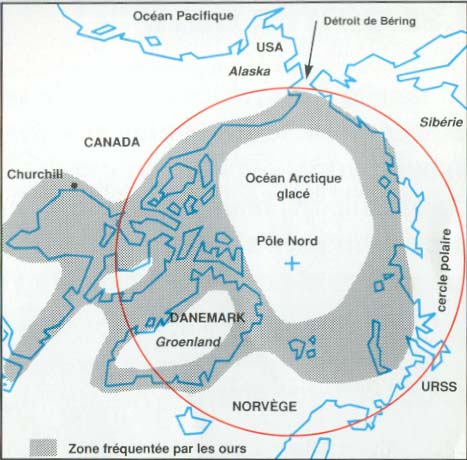 Océan Pacifique
Détroit de Béring
USA
Alaska
Sibérie
CANADA
Churchill
Océan Arctique
glacé
Pôle Nord
cercle polaire
DANEMARK
Groenland
URSS
NORVÈGE
Zone fréquentée par les ours